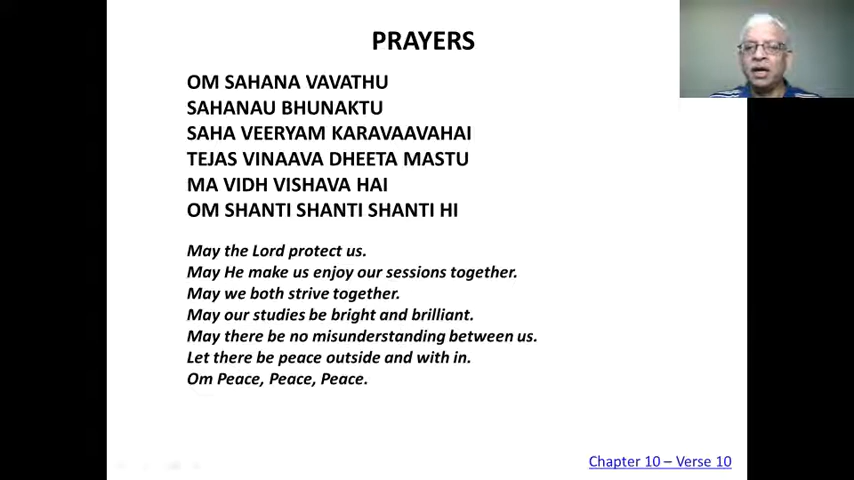 PRAYERS
OM SAHANA VAVATHU
SAHANAU BHUNAKTU
SAHA VEERYAM KARAVAAVAHAI
TEJAS VINAAVA DHEETA MASTU
MA VIDH VISHAVA HAI
OM SHANTI SHANTI SHANTI HI
May the Lord protect us.
May He make us enjoy our sessions together.
May we both strive together.
May our studies be bright and brilliant.
May there be no misunderstanding between us.
Let there be peace outside and with in.
Om Peace, Peace, Peace.
Chapter 10 – Verse 10